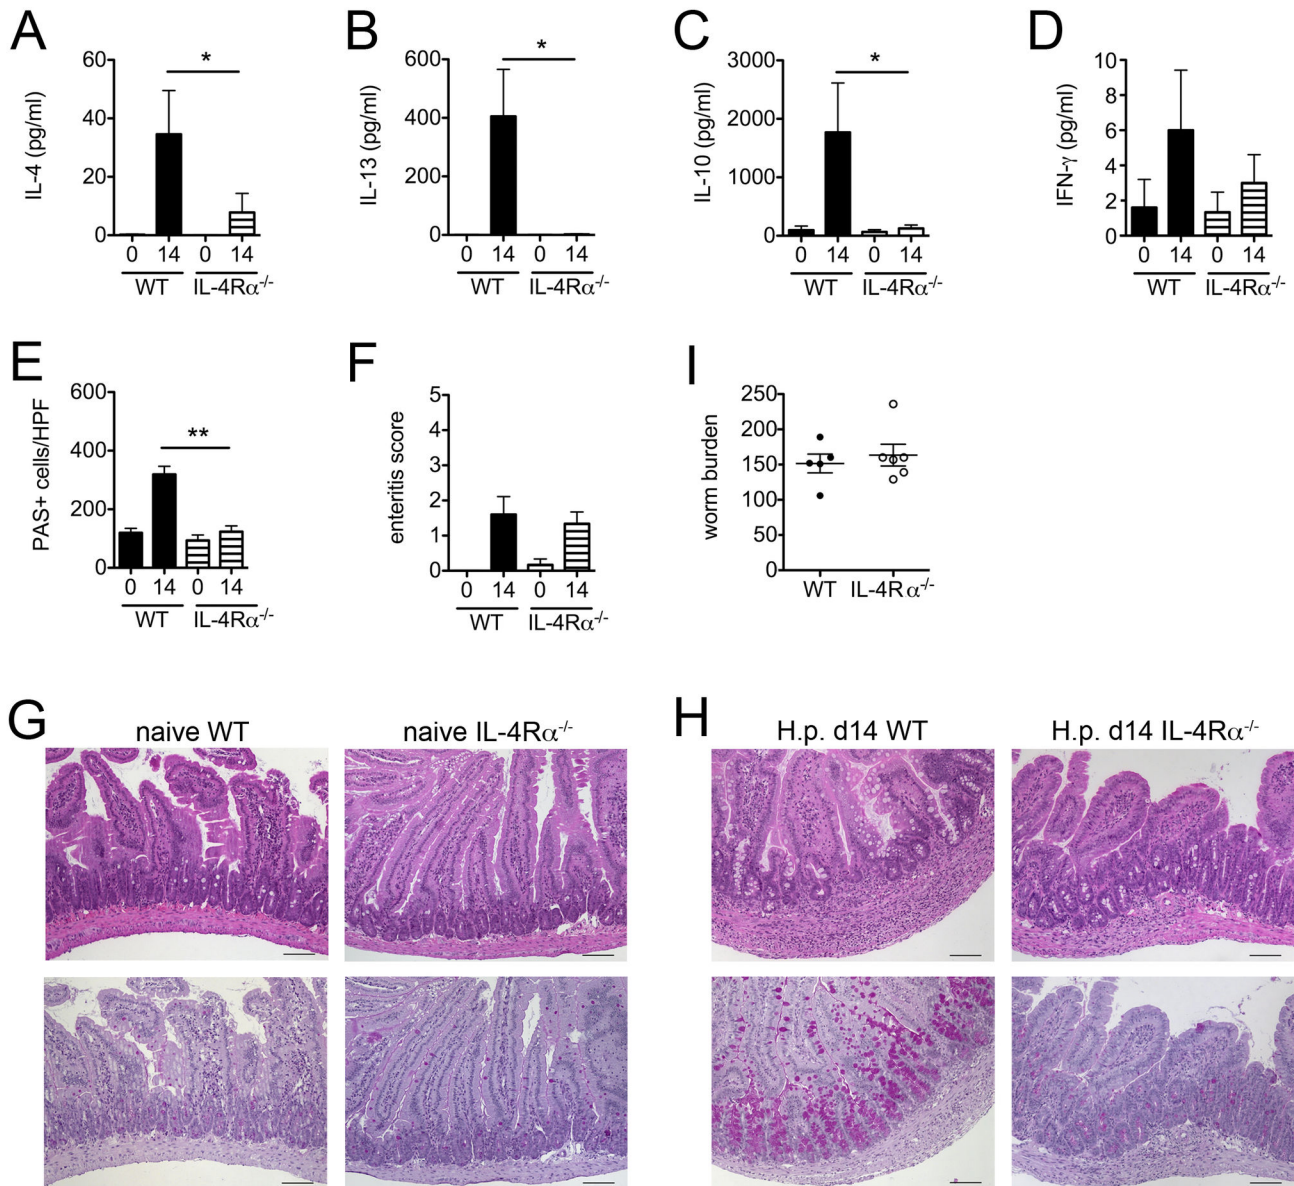 A
IL-4 (pg/ml)
60
40
20
0
*
0 14 0 14
WT IL-4Rα-/-
B
IL-13 (pg/ml)
600
400
200
0
*
0 14 0 14
WT IL-4Rα-/-
C
IL-10 (pg/ml)
3000
2000
1000
0
*
0 14 0 14
WT IL-4Rα-/-
D
IFN-γ (pg/ml)
10
8
6
4
2
0
0 14 0 14
WT IL-4Rα-/-
E
PAS+ cells/HPF
600
400
200
0
**
0 14 0 14
WT IL-4Rα-/-
F
enteritis score
5
4
3
2
1
0
0 14 0 14
WT IL-4Rα-/-
I
worm burden
250
200
150
100
50
0
WT IL-4Rα-/-
G
naive WT naive IL-4Rα-/-
H
H.p. d14 WT H.p. d14 IL-4Rα-/-